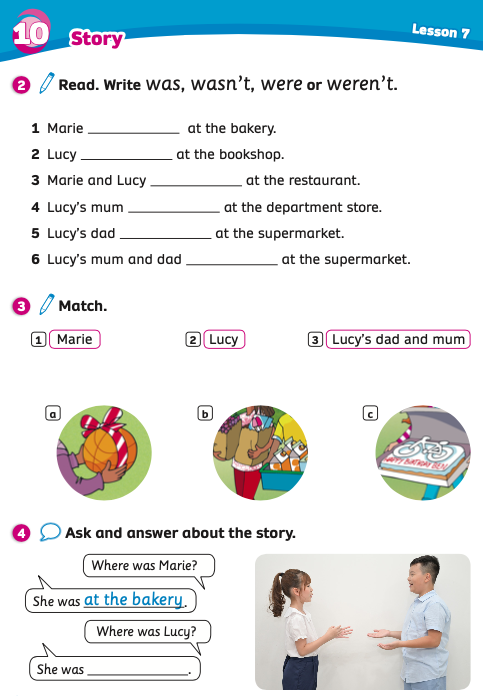 10 Story Lesson 7
2 Read. Write was, wasn't, were or weren't.
1 Marie ____________ at the bakery.
2 Lucy ____________ at the bookshop.
3 Marie and Lucy ____________ at the restaurant.
4 Lucy's mum ____________ at the department store.
5 Lucy's dad ____________ at the supermarket.
6 Lucy's mum and dad ____________ at the supermarket.
3 Match.
1 Marie 2 Lucy 3 Lucy's dad and mum
a b c
4 Ask and answer about the story.
Where was Marie?
She was at the bakery.
Where was Lucy?
She was ____________.